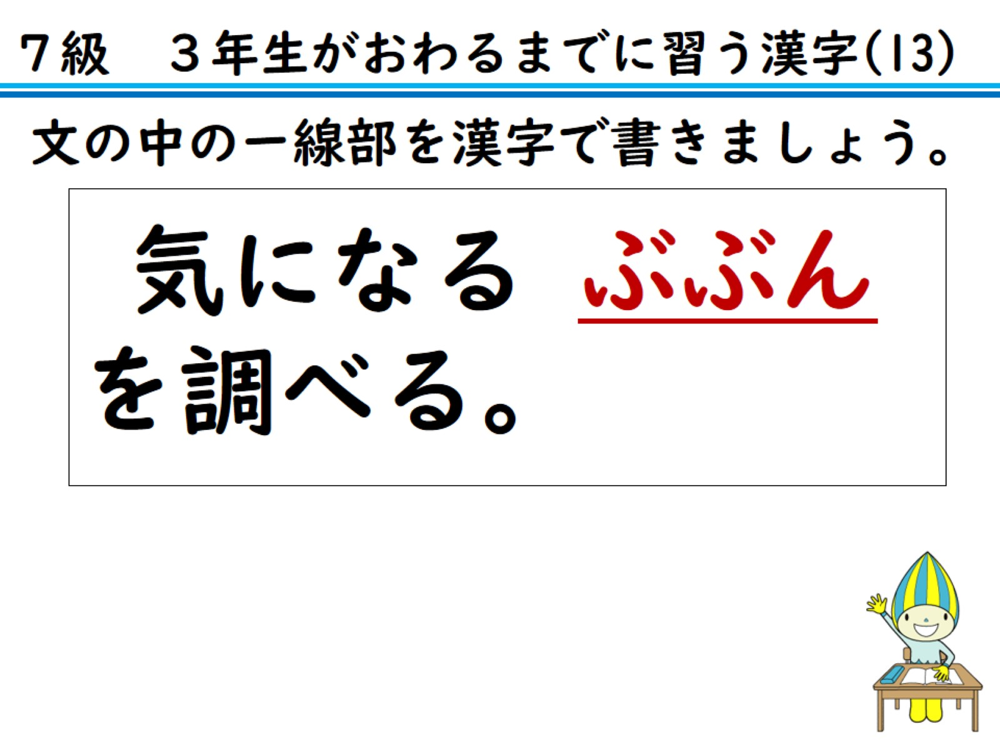 ７級　３年生がおわるまでに習う漢字(13)
文の中の―線部を漢字で書きましょう。
気になる　ぶぶん
を調べる。